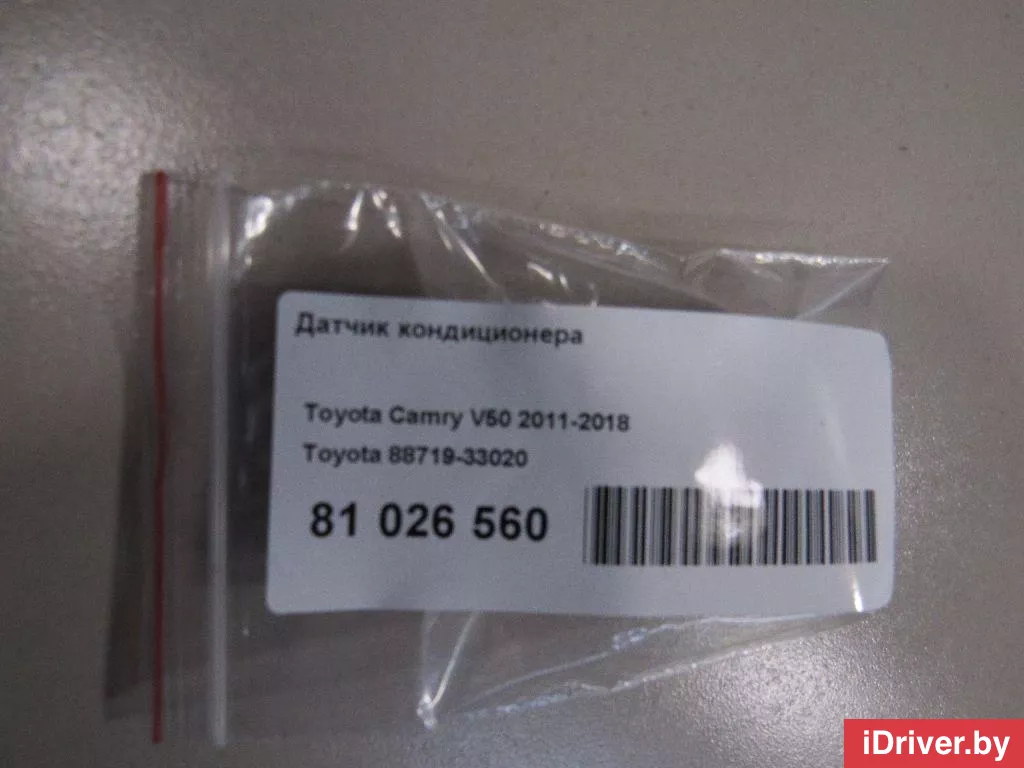 Датчик кондиционера
Toyota Camry V50 2011-2018
Toyota 88719-33020
81 026 560
iDriver.by